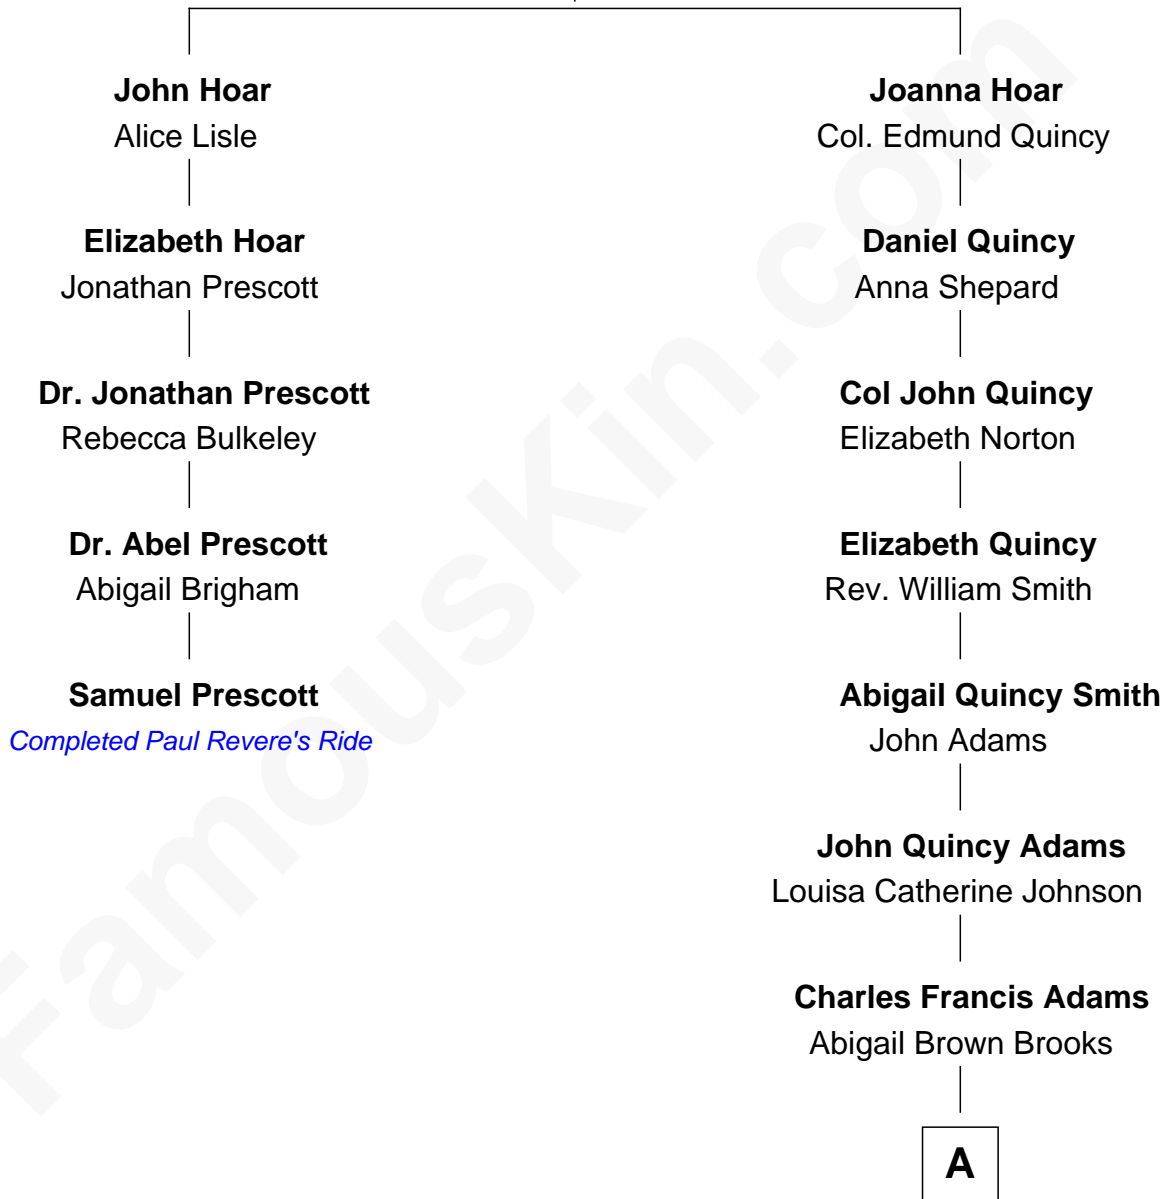 John Hoar
Alice Lisle
Elizabeth Hoar
Jonathan Prescott
Dr. Jonathan Prescott
Rebecca Bulkeley
Dr. Abel Prescott
Abigail Brigham
Samuel Prescott
Completed Paul Revere's Ride
Joanna Hoar
Col. Edmund Quincy
Daniel Quincy
Anna Shepard
Col John Quincy
Elizabeth Norton
Elizabeth Quincy
Rev. William Smith
Abigail Quincy Smith
John Adams
John Quincy Adams
Louisa Catherine Johnson
Charles Francis Adams
Abigail Brown Brooks
A
FamousKin.com